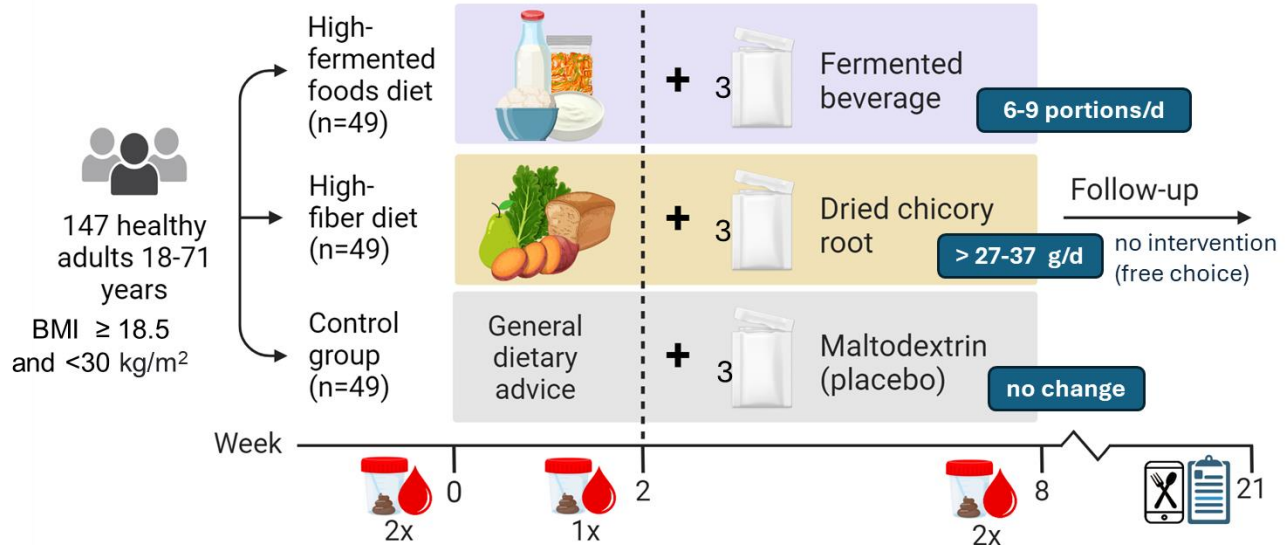 High-
fermented
foods diet
(n=49)
+
3
Fermented
beverage
6-9 portions/d
147 healthy
adults 18-71
years
BMI ≥ 18.5
and <30 kg/m²
High-
fiber diet
(n=49)
+
3
Dried chicory
root
> 27-37 g/d
Follow-up
no intervention
(free choice)
Control
group
(n=49)
General
dietary
advice
+
3
Maltodextrin
(placebo)
no change
Week
0
2
8
21
2x
1x
2x